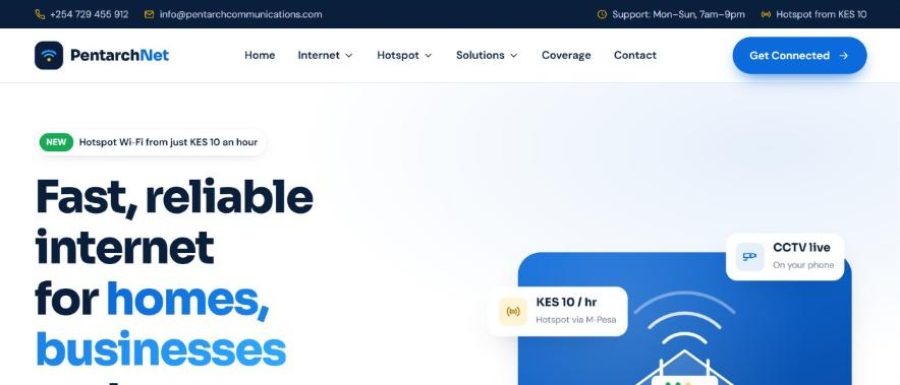 +254 729 455 912
info@pentarchcommunications.com
Support: Mon–Sun, 7am–9pm
Hotspot from KES 10
PentarchNet
Home
Internet
Hotspot
Solutions
Coverage
Contact
Get Connected →
NEW Hotspot Wi-Fi from just KES 10 an hour
Fast, reliable
internet
for homes,
businesses
CCTV live
On your phone
KES 10 / hr
Hotspot via M-Pesa